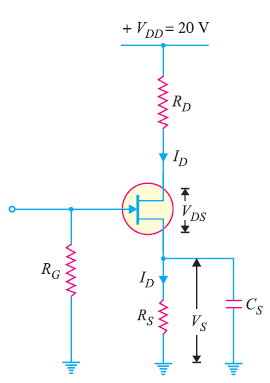 + V_DD = 20 V
R_D
I_D
V_DS
R_G
I_D
R_S
V_S
C_S